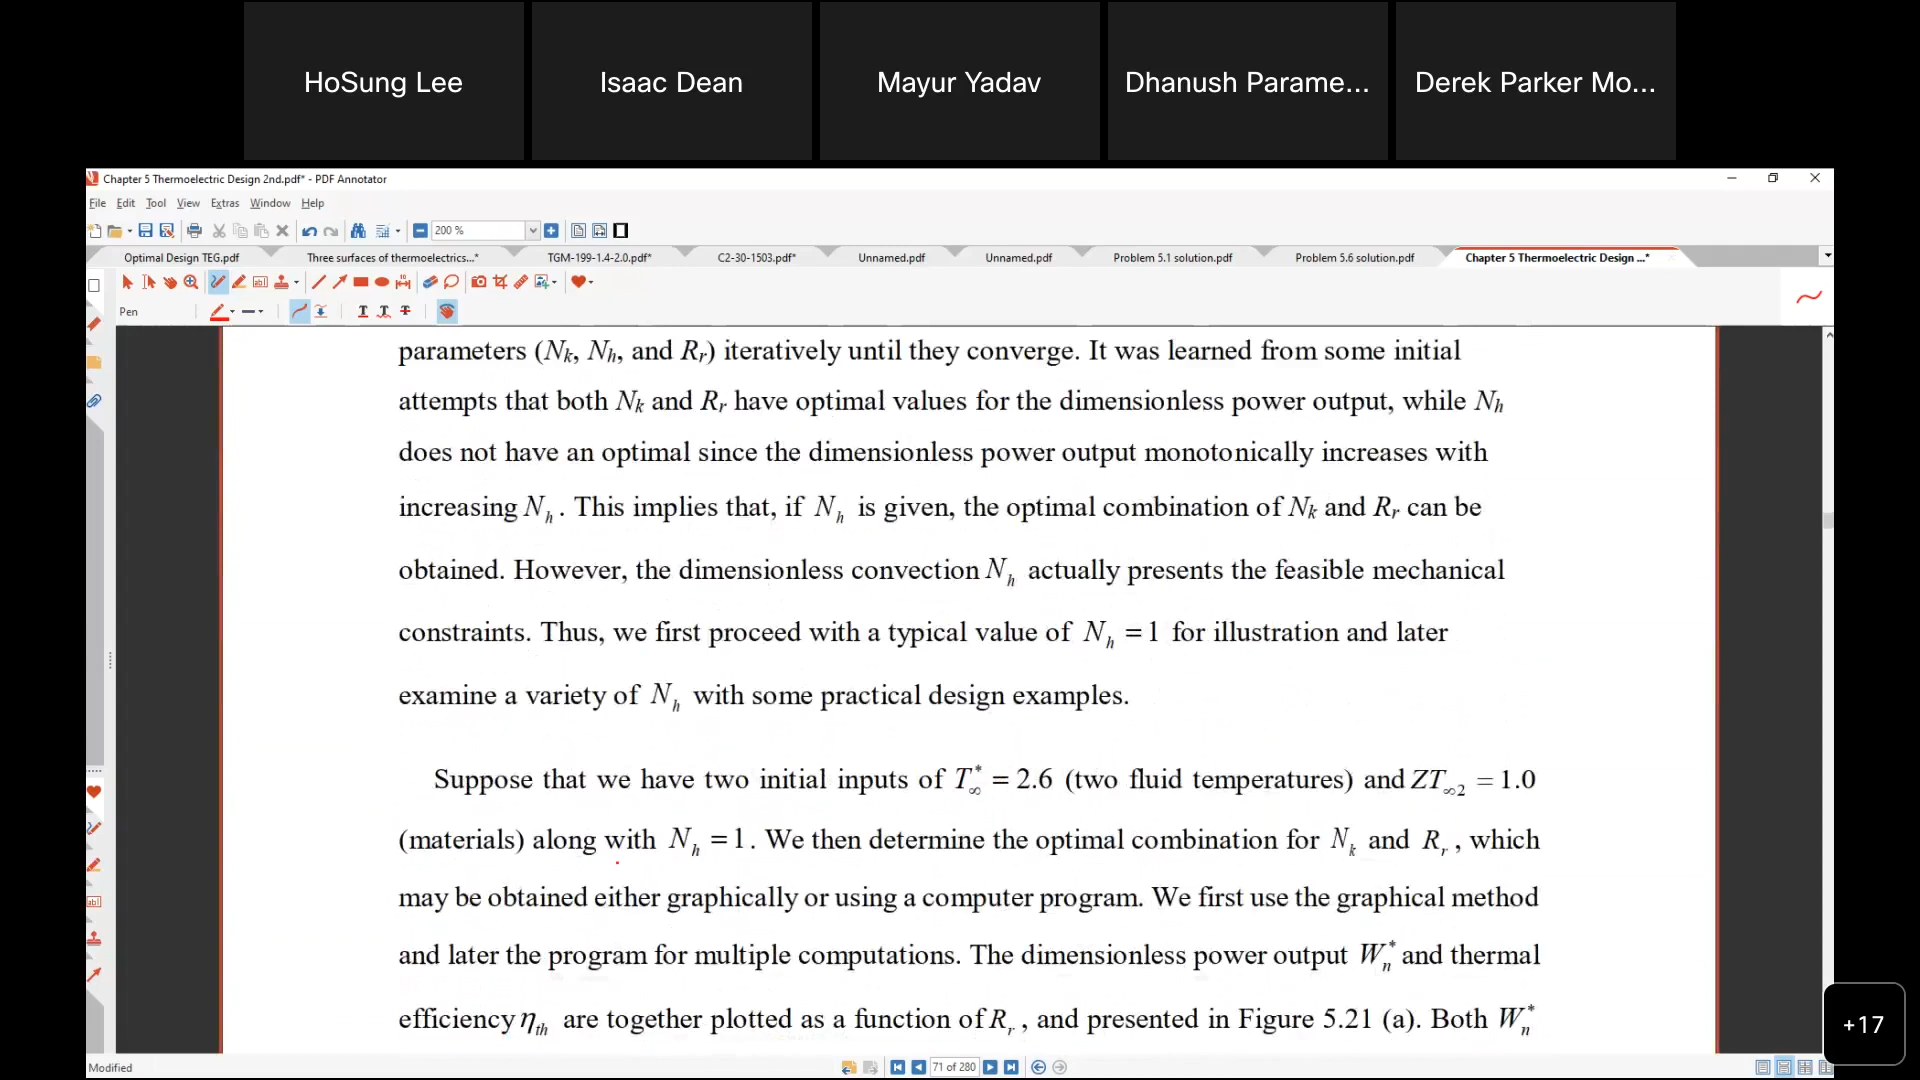 HoSung Lee
Isaac Dean
Mayur Yadav
Dhanush Parame...
Derek Parker Mo...
Chapter 5 Thermoelectric Design 2nd.pdf* - PDF Annotator
File Edit Tool View Extras Window Help
200 %
Optimal Design TEG.pdf
Three surfaces of thermoelectrics...*
TGM-199-1.4-2.0.pdf*
C2-30-1503.pdf*
Unnamed.pdf
Unnamed.pdf
Problem 5.1 solution.pdf
Problem 5.6 solution.pdf
Chapter 5 Thermoelectric Design ...*
Pen
parameters (Nk, Nh, and Rr) iteratively until they converge. It was learned from some initial
attempts that both Nk and Rr have optimal values for the dimensionless power output, while Nh
does not have an optimal since the dimensionless power output monotonically increases with
increasing Nh. This implies that, if Nh is given, the optimal combination of Nk and Rr can be
obtained. However, the dimensionless convection Nh actually presents the feasible mechanical
constraints. Thus, we first proceed with a typical value of Nh = 1 for illustration and later
examine a variety of Nh with some practical design examples.
Suppose that we have two initial inputs of T∞* = 2.6 (two fluid temperatures) and ZT∞2 = 1.0
(materials) along with Nh = 1. We then determine the optimal combination for Nk and Rr, which
may be obtained either graphically or using a computer program. We first use the graphical method
and later the program for multiple computations. The dimensionless power output Wn* and thermal
efficiency ηth are together plotted as a function of Rr, and presented in Figure 5.21 (a). Both Wn*
Modified
71 of 280
+17